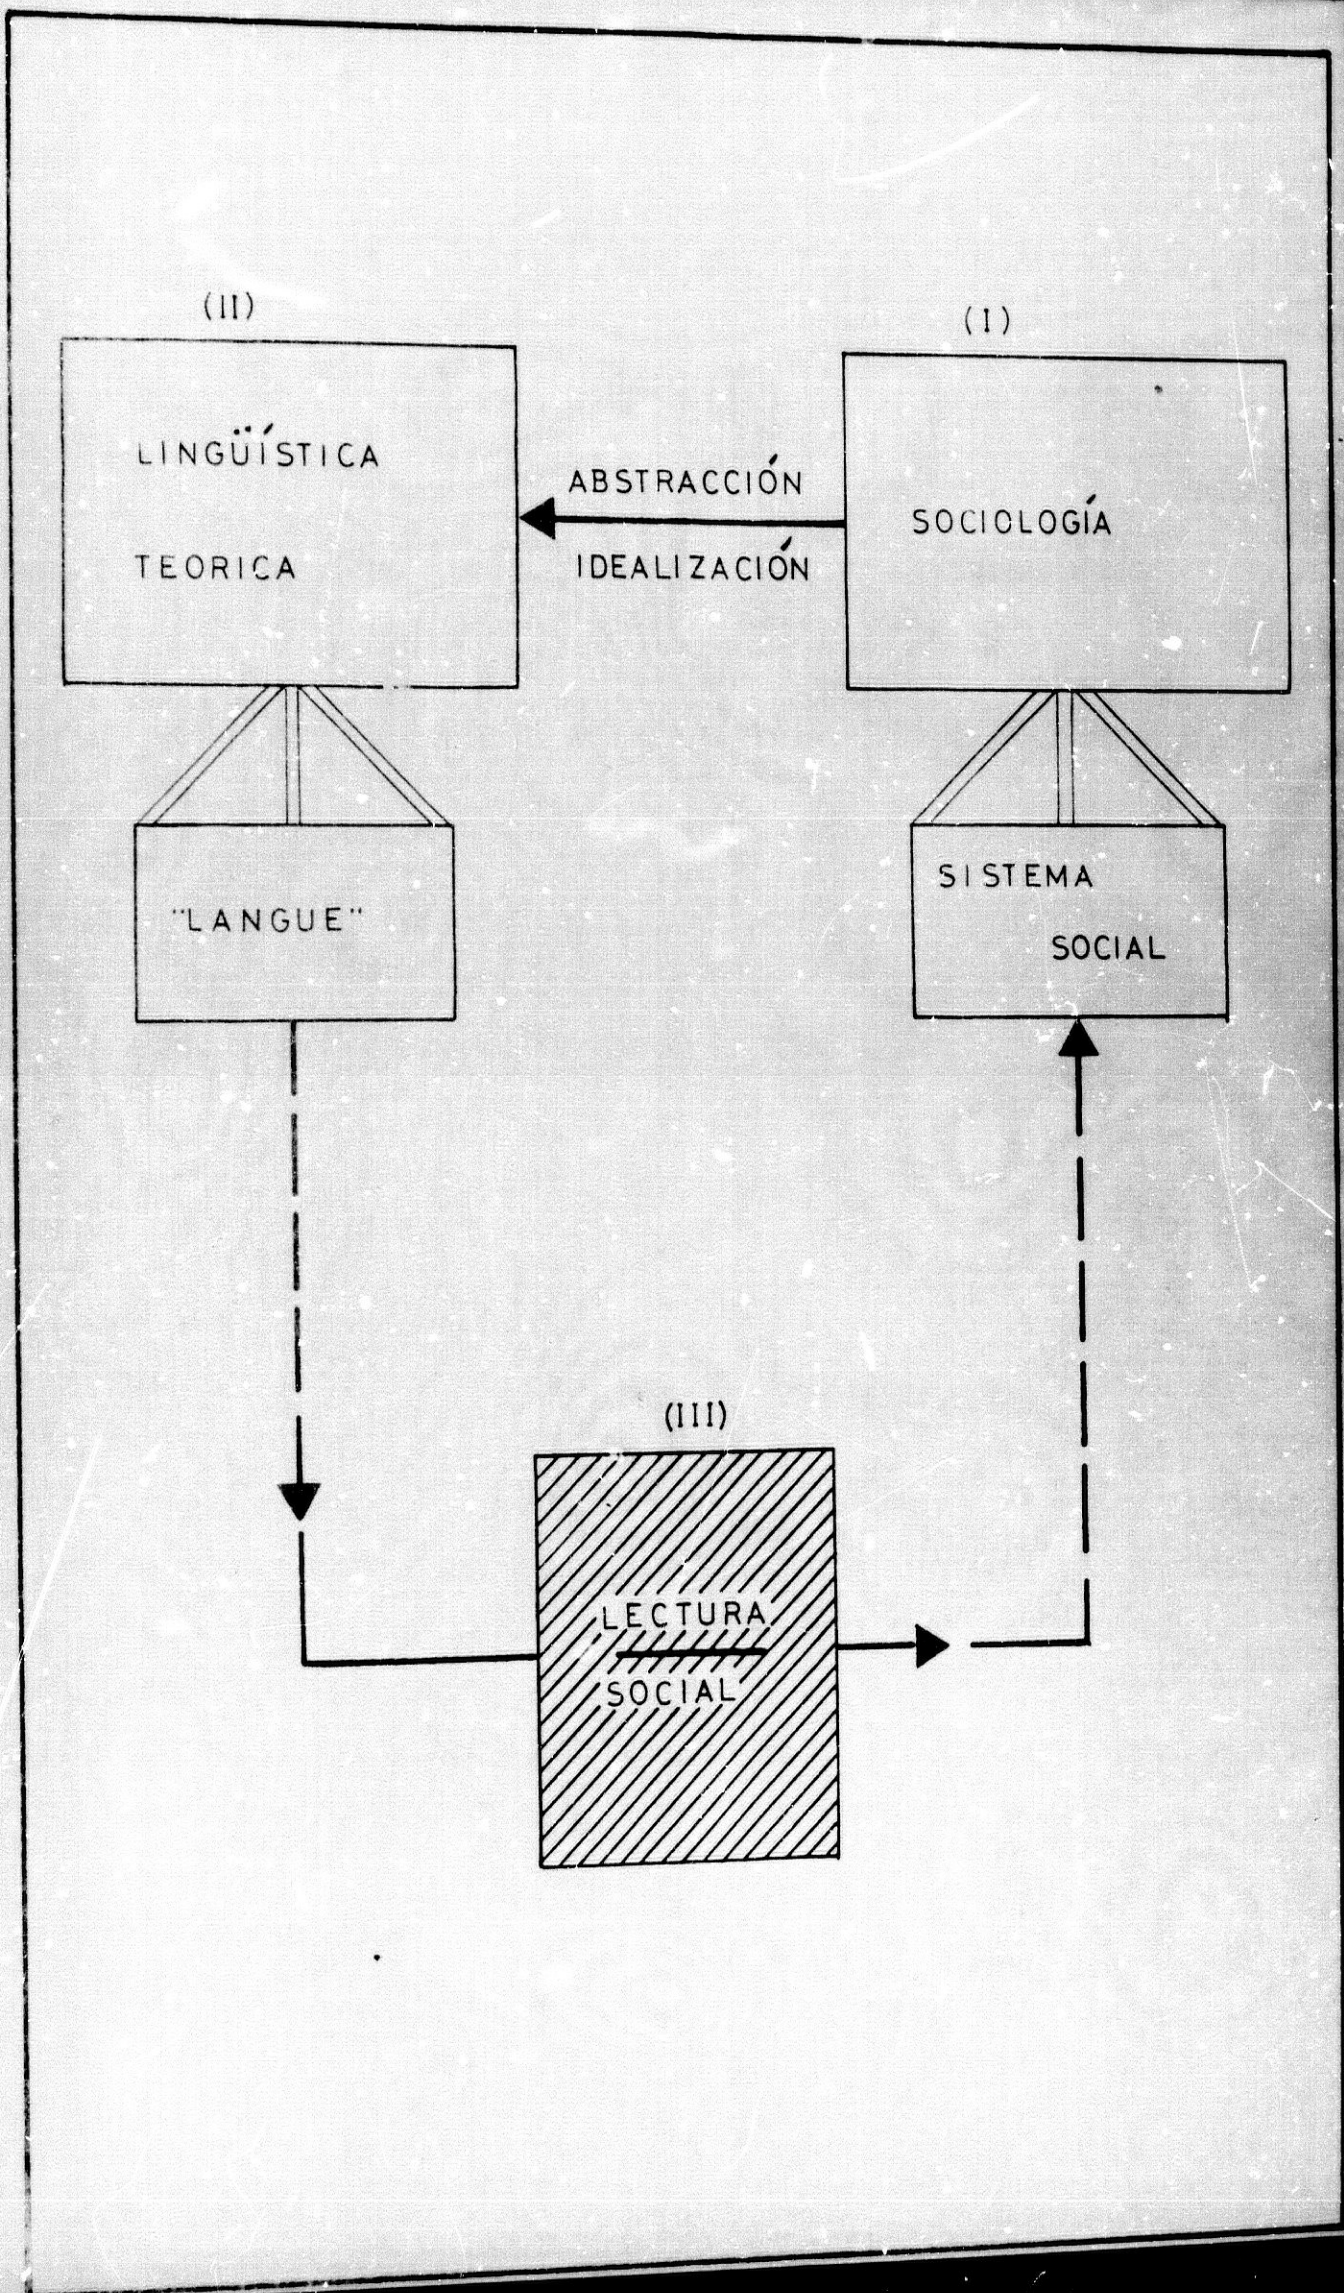 (II)
LINGÜÍSTICA
TEORICA
ABSTRACCIÓN
IDEALIZACIÓN
(I)
SOCIOLOGÍA
"LANGUE"
SISTEMA
SOCIAL
(III)
LECTURA
SOCIAL